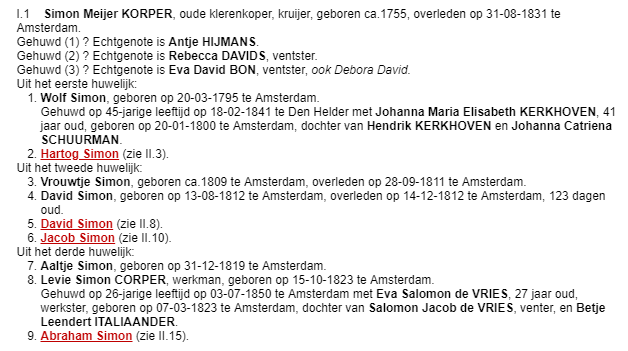 I.1 Simon Meijer KORPER, oude klerenkoper, kruijer, geboren ca.1755, overleden op 31-08-1831 te
Amsterdam.
Gehuwd (1) ? Echtgenote is Antje HIJMANS.
Gehuwd (2) ? Echtgenote is Rebecca DAVIDS, ventster.
Gehuwd (3) ? Echtgenote is Eva David BON, ventster, ook Debora David.
Uit het eerste huwelijk:
1. Wolf Simon, geboren op 20-03-1795 te Amsterdam.
Gehuwd op 45-jarige leeftijd op 18-02-1841 te Den Helder met Johanna Maria Elisabeth KERKHOVEN, 41
jaar oud, geboren op 20-01-1800 te Amsterdam, dochter van Hendrik KERKHOVEN en Johanna Catriena
SCHUURMAN.
2. Hartog Simon (zie II.3).
Uit het tweede huwelijk:
3. Vrouwtje Simon, geboren ca.1809 te Amsterdam, overleden op 28-09-1811 te Amsterdam.
4. David Simon, geboren op 13-08-1812 te Amsterdam, overleden op 14-12-1812 te Amsterdam, 123 dagen
oud.
5. David Simon (zie II.8).
6. Jacob Simon (zie II.10).
Uit het derde huwelijk:
7. Aaltje Simon, geboren op 31-12-1819 te Amsterdam.
8. Levie Simon CORPER, werkman, geboren op 15-10-1823 te Amsterdam.
Gehuwd op 26-jarige leeftijd op 03-07-1850 te Amsterdam met Eva Salomon de VRIES, 27 jaar oud,
werkster, geboren op 07-03-1823 te Amsterdam, dochter van Salomon Jacob de VRIES, venter, en Betje
Leendert ITALIAANDER.
9. Abraham Simon (zie II.15).